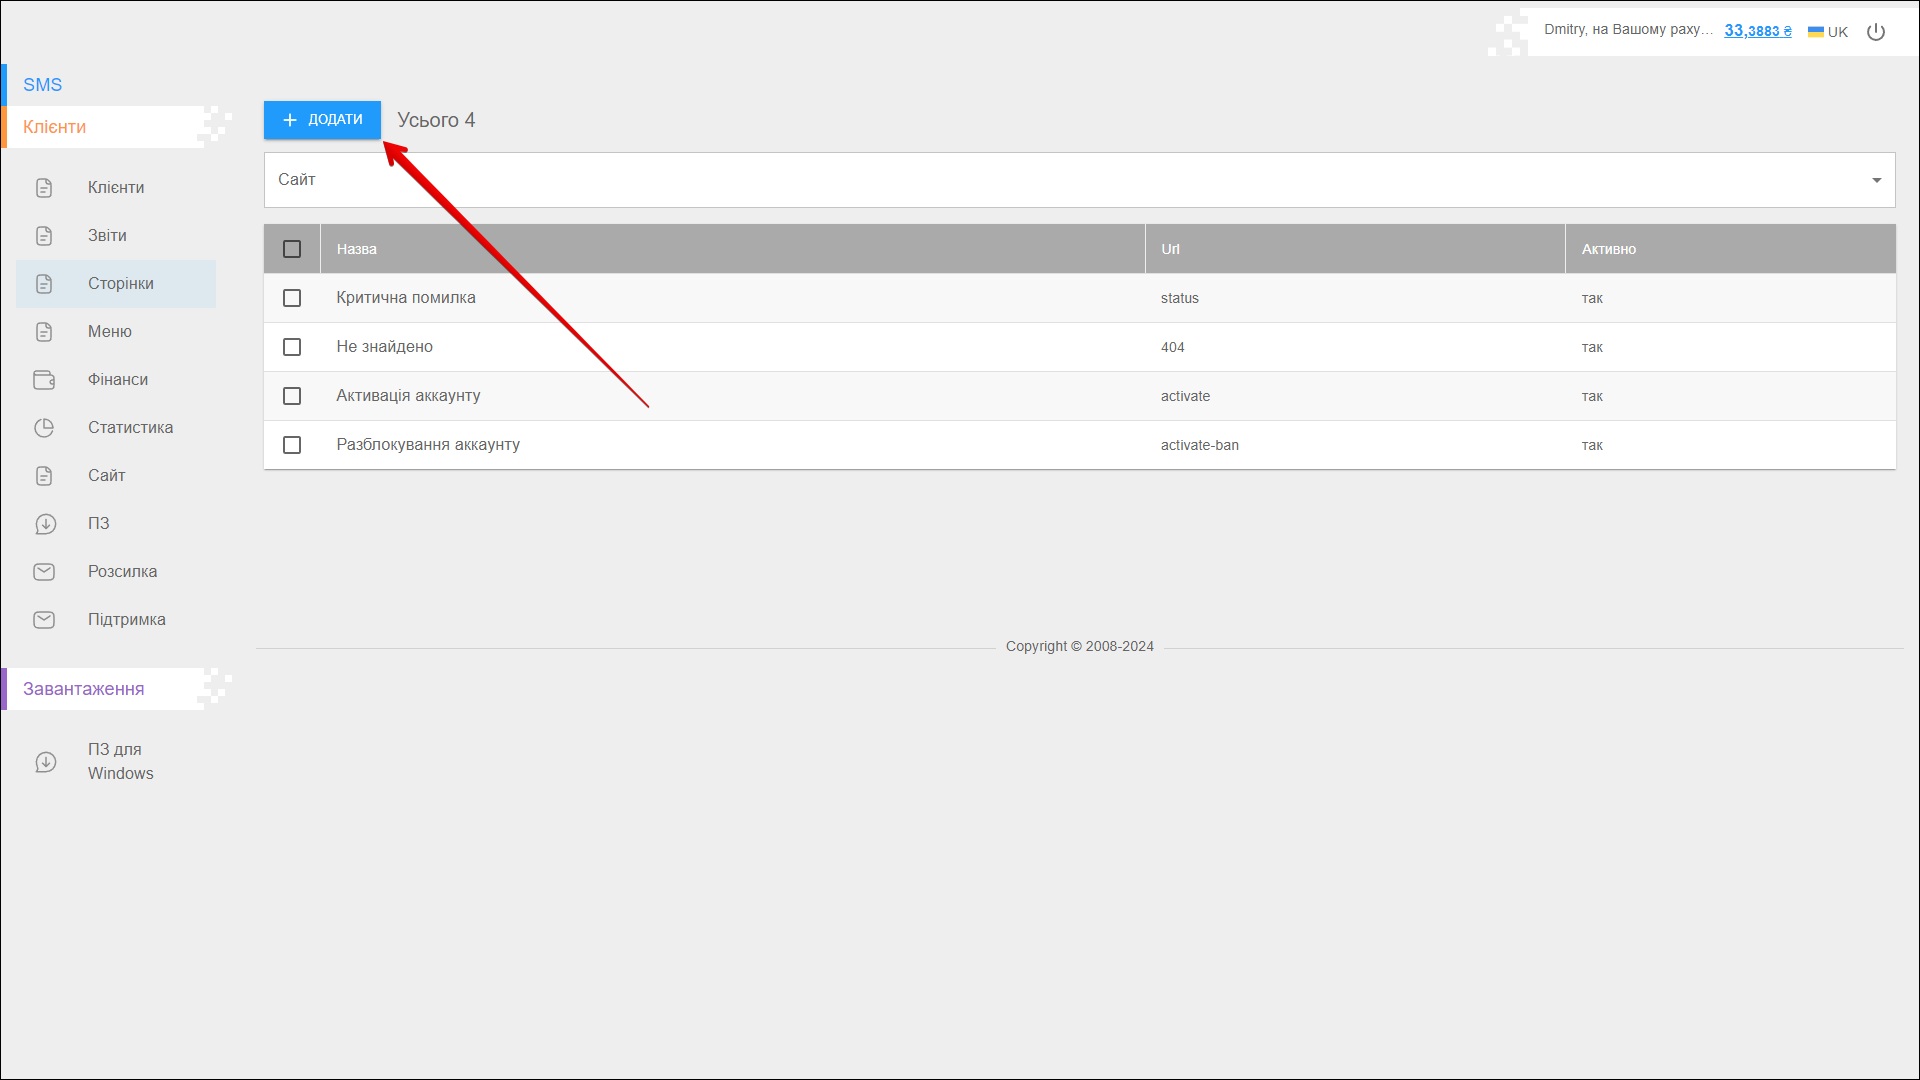 Dmitry, на Вашому раху... 33,3883 ₴ UK
SMS
Клієнти
Клієнти
Звіти
Сторінки
Меню
Фінанси
Статистика
Сайт
ПЗ
Розсилка
Підтримка
Завантаження
ПЗ для
Windows
ДОДАТИ Усього 4
Сайт
Назва Url Активно
Критична помилка status так
Не знайдено 404 так
Активація аккаунту activate так
Разблокування аккаунту activate-ban так
Copyright © 2008-2024